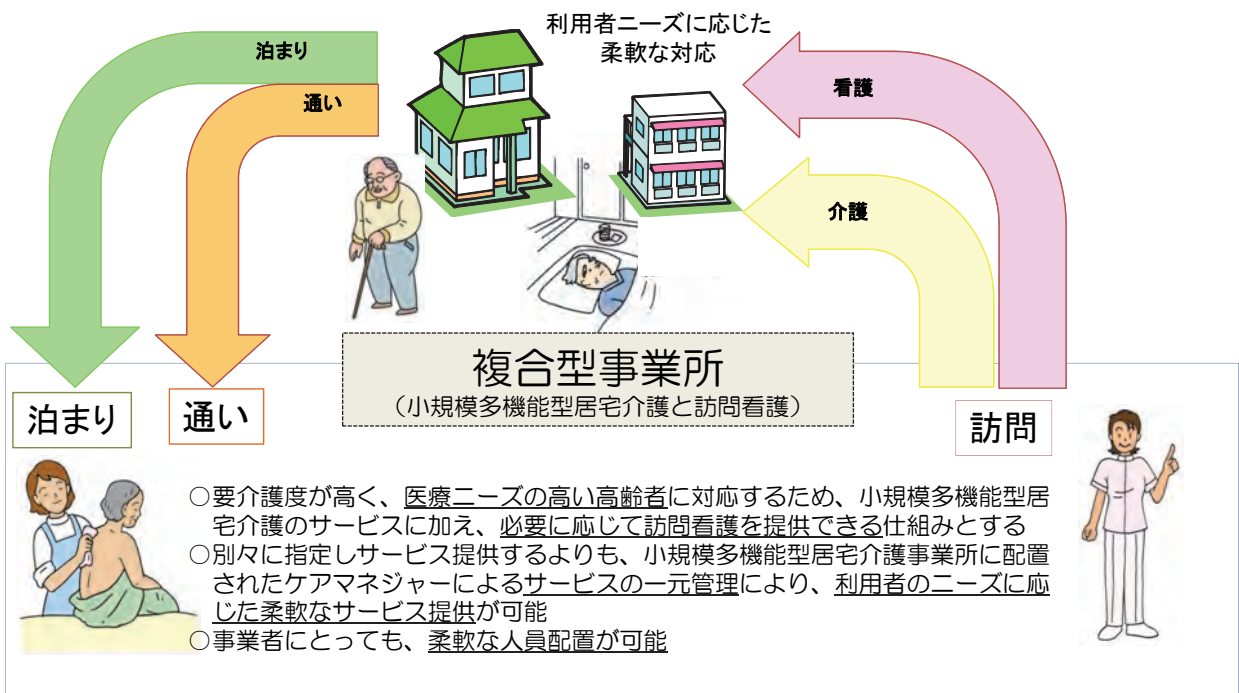 利用者ニーズに応じた
柔軟な対応
泊まり
通い
看護
介護
複合型事業所
（小規模多機能型居宅介護と訪問看護）
泊まり
通い
訪問
○要介護度が高く、医療ニーズの高い高齢者に対応するため、小規模多機能型居
宅介護のサービスに加え、必要に応じて訪問看護を提供できる仕組みとする
○別々に指定しサービス提供するよりも、小規模多機能型居宅介護事業所に配置
されたケアマネジャーによるサービスの一元管理により、利用者のニーズに応
じた柔軟なサービス提供が可能
○事業者にとっても、柔軟な人員配置が可能